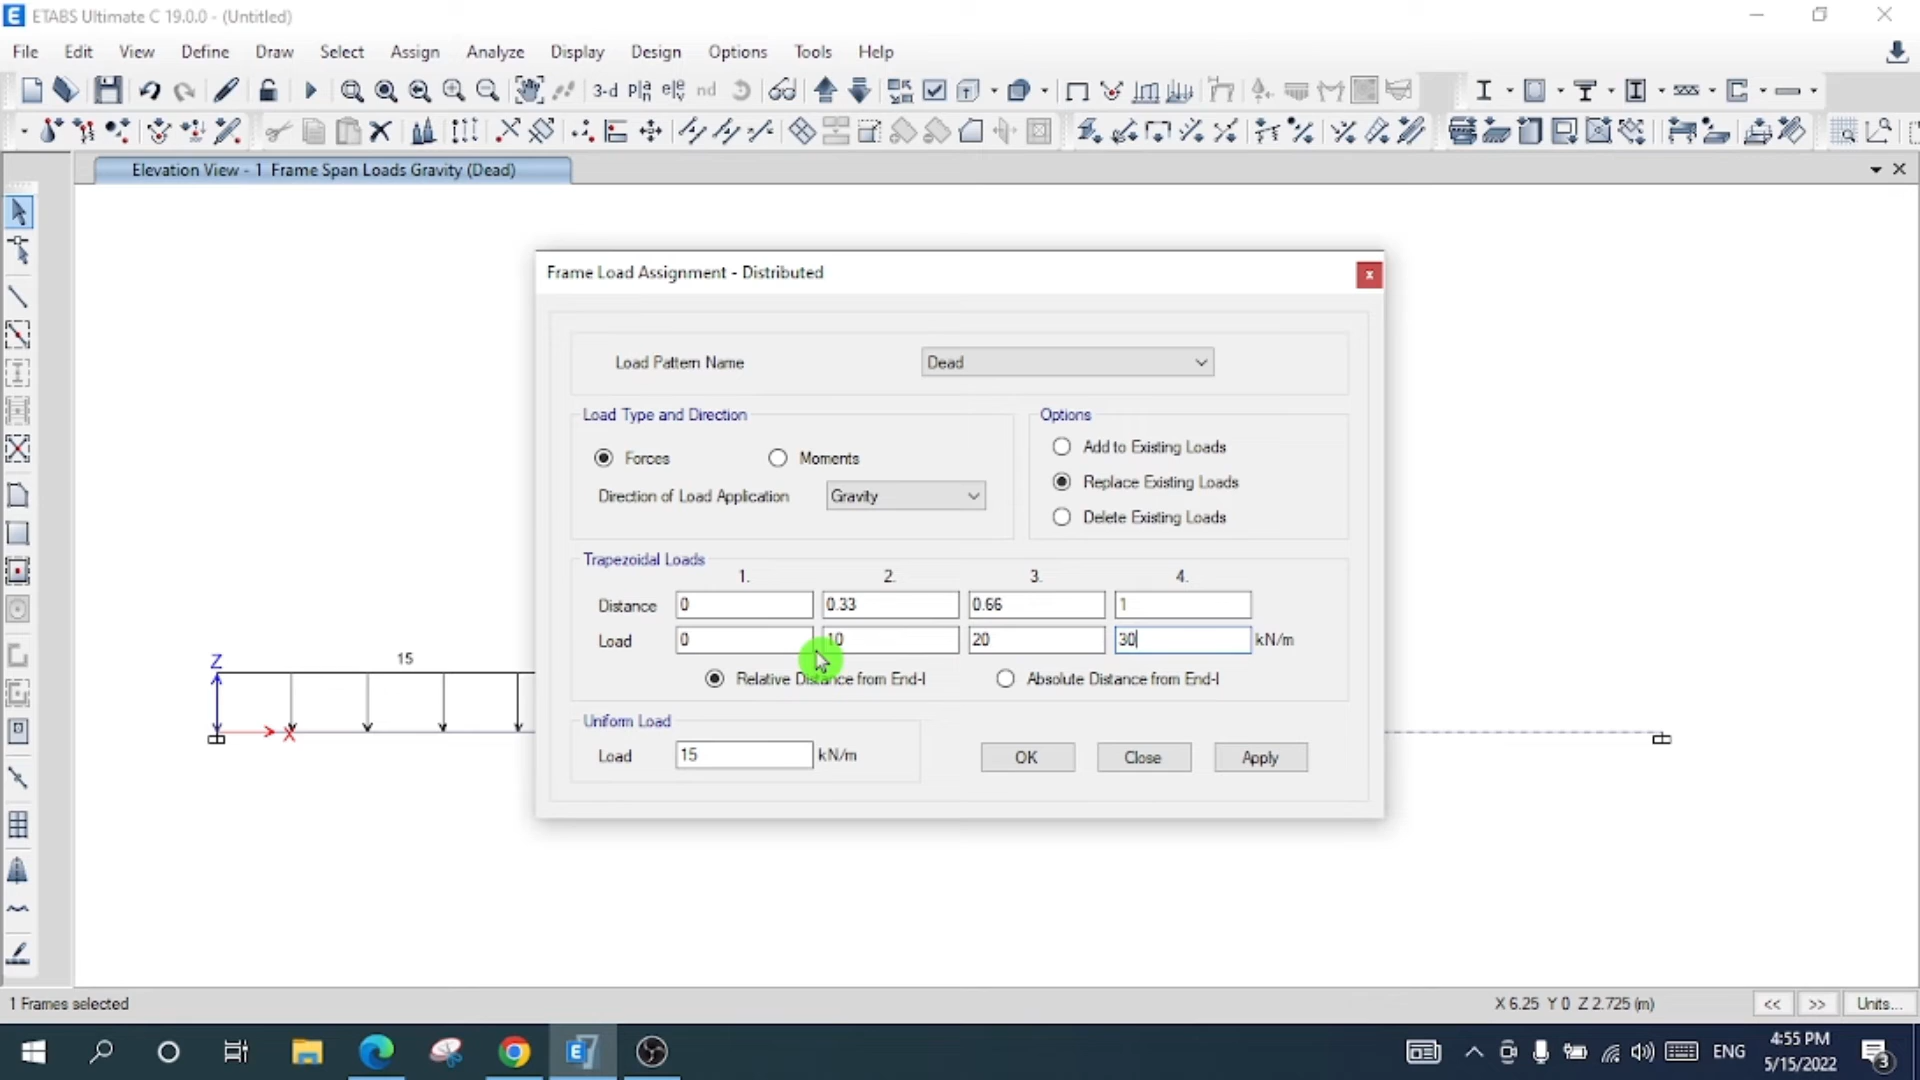 ETABS Ultimate C 19.0.0 - (Untitled)
File Edit View Define Draw Select Assign Analyze Display Design Options Tools Help
3-d Pla ele nd
Elevation View - 1 Frame Span Loads Gravity (Dead)
Frame Load Assignment - Distributed
Load Pattern Name Dead
Load Type and Direction
Options
Forces Moments
Add to Existing Loads
Direction of Load Application Gravity
Replace Existing Loads
Delete Existing Loads
Trapezoidal Loads
1. 2. 3. 4.
Distance 0 0.33 0.66 1
Load 0 10 20 30 kN/m
Relative Distance from End-I Absolute Distance from End-I
Z 15
X
Uniform Load
Load 15 kN/m
OK Close Apply
1 Frames selected
X 6.25 Y 0 Z 2.725 (m)
<< >> Units...
ENG
4:55 PM
5/15/2022
3